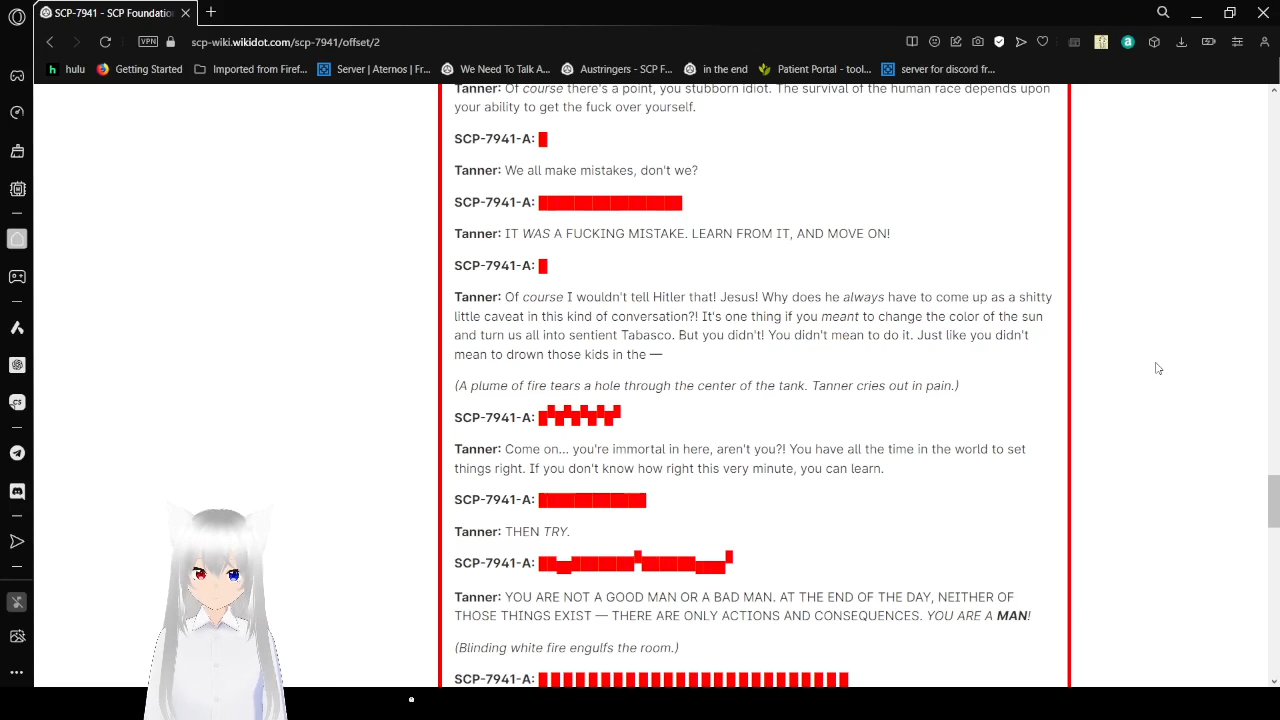 SCP-7941 - SCP Foundation
scp-wiki.wikidot.com/scp-7941/offset/2
VPN
hulu
Getting Started
Imported from Firef...
Server | Aternos | Fr...
We Need To Talk A...
Austringers - SCP F...
in the end
Patient Portal - tool...
server for discord fr...
Tanner: Of course there's a point, you stubborn idiot. The survival of the human race depends upon
your ability to get the fuck over yourself.
SCP-7941-A: █
Tanner: We all make mistakes, don't we?
SCP-7941-A: ████████████████
Tanner: IT WAS A FUCKING MISTAKE. LEARN FROM IT, AND MOVE ON!
SCP-7941-A: █
Tanner: Of course I wouldn't tell Hitler that! Jesus! Why does he always have to come up as a shitty
little caveat in this kind of conversation?! It's one thing if you meant to change the color of the sun
and turn us all into sentient Tabasco. But you didn't! You didn't mean to do it. Just like you didn't
mean to drown those kids in the —
(A plume of fire tears a hole through the center of the tank. Tanner cries out in pain.)
SCP-7941-A: █▀▄▀▄▀▄▀▄▀
Tanner: Come on... you're immortal in here, aren't you?! You have all the time in the world to set
things right. If you don't know how right this very minute, you can learn.
SCP-7941-A: ████████████
Tanner: THEN TRY.
SCP-7941-A: ██▄███████▀██████▄▄▄▀
Tanner: YOU ARE NOT A GOOD MAN OR A BAD MAN. AT THE END OF THE DAY, NEITHER OF
THOSE THINGS EXIST — THERE ARE ONLY ACTIONS AND CONSEQUENCES. YOU ARE A MAN!
(Blinding white fire engulfs the room.)
SCP-7941-A: █ █ █ █ █ █ █ █ █ █ █ █ █ █ █ █ █ █ █ █ █ █ █ █ █